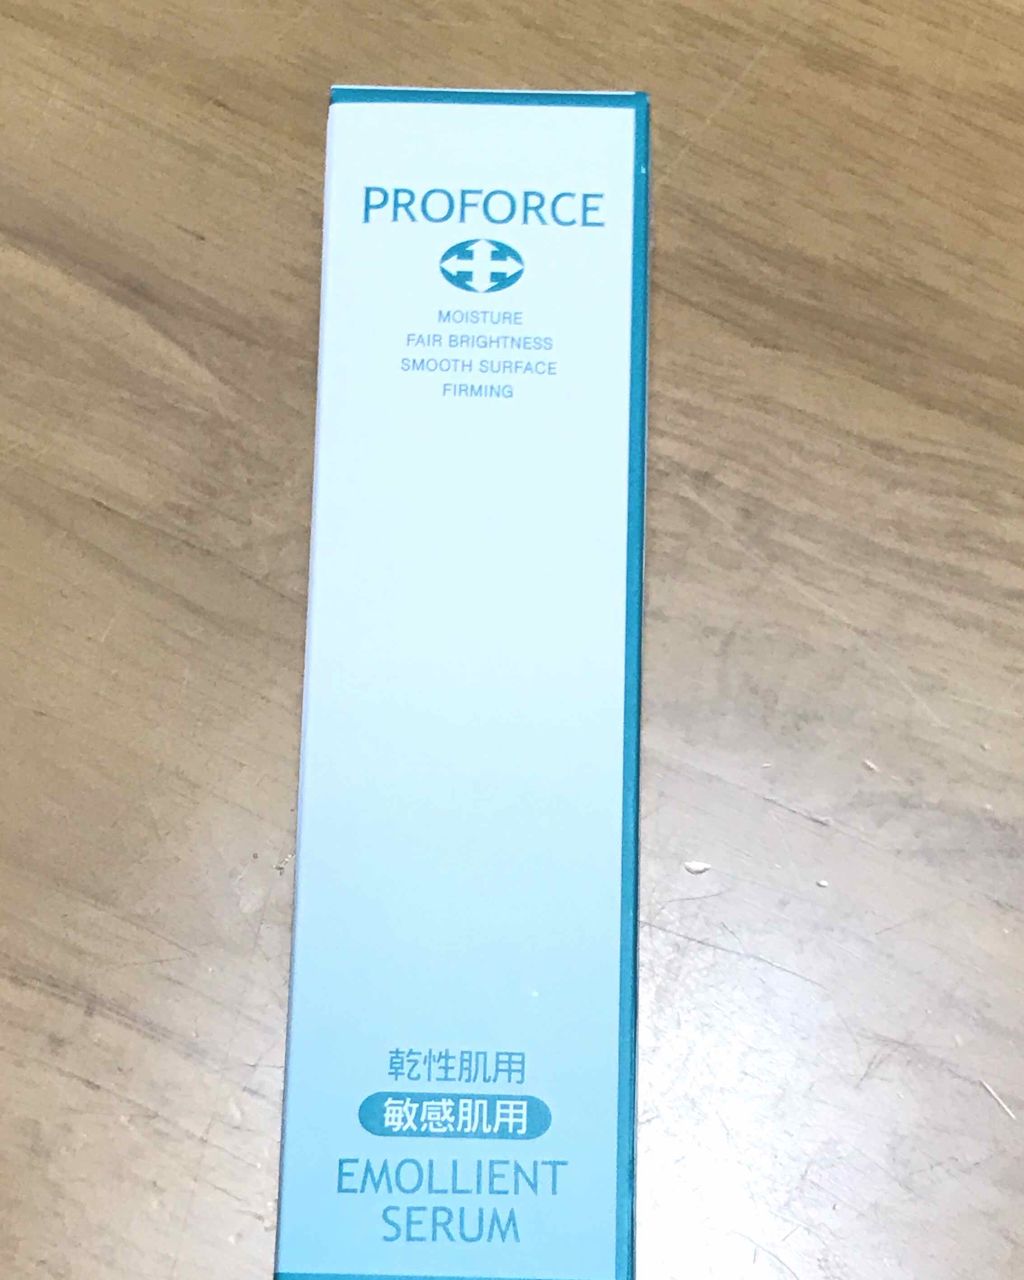 PROFORCE
MOISTURE
FAIR BRIGHTNESS
SMOOTH SURFACE
FIRMING
乾性肌用
敏感肌用
EMOLLIENT
SERUM